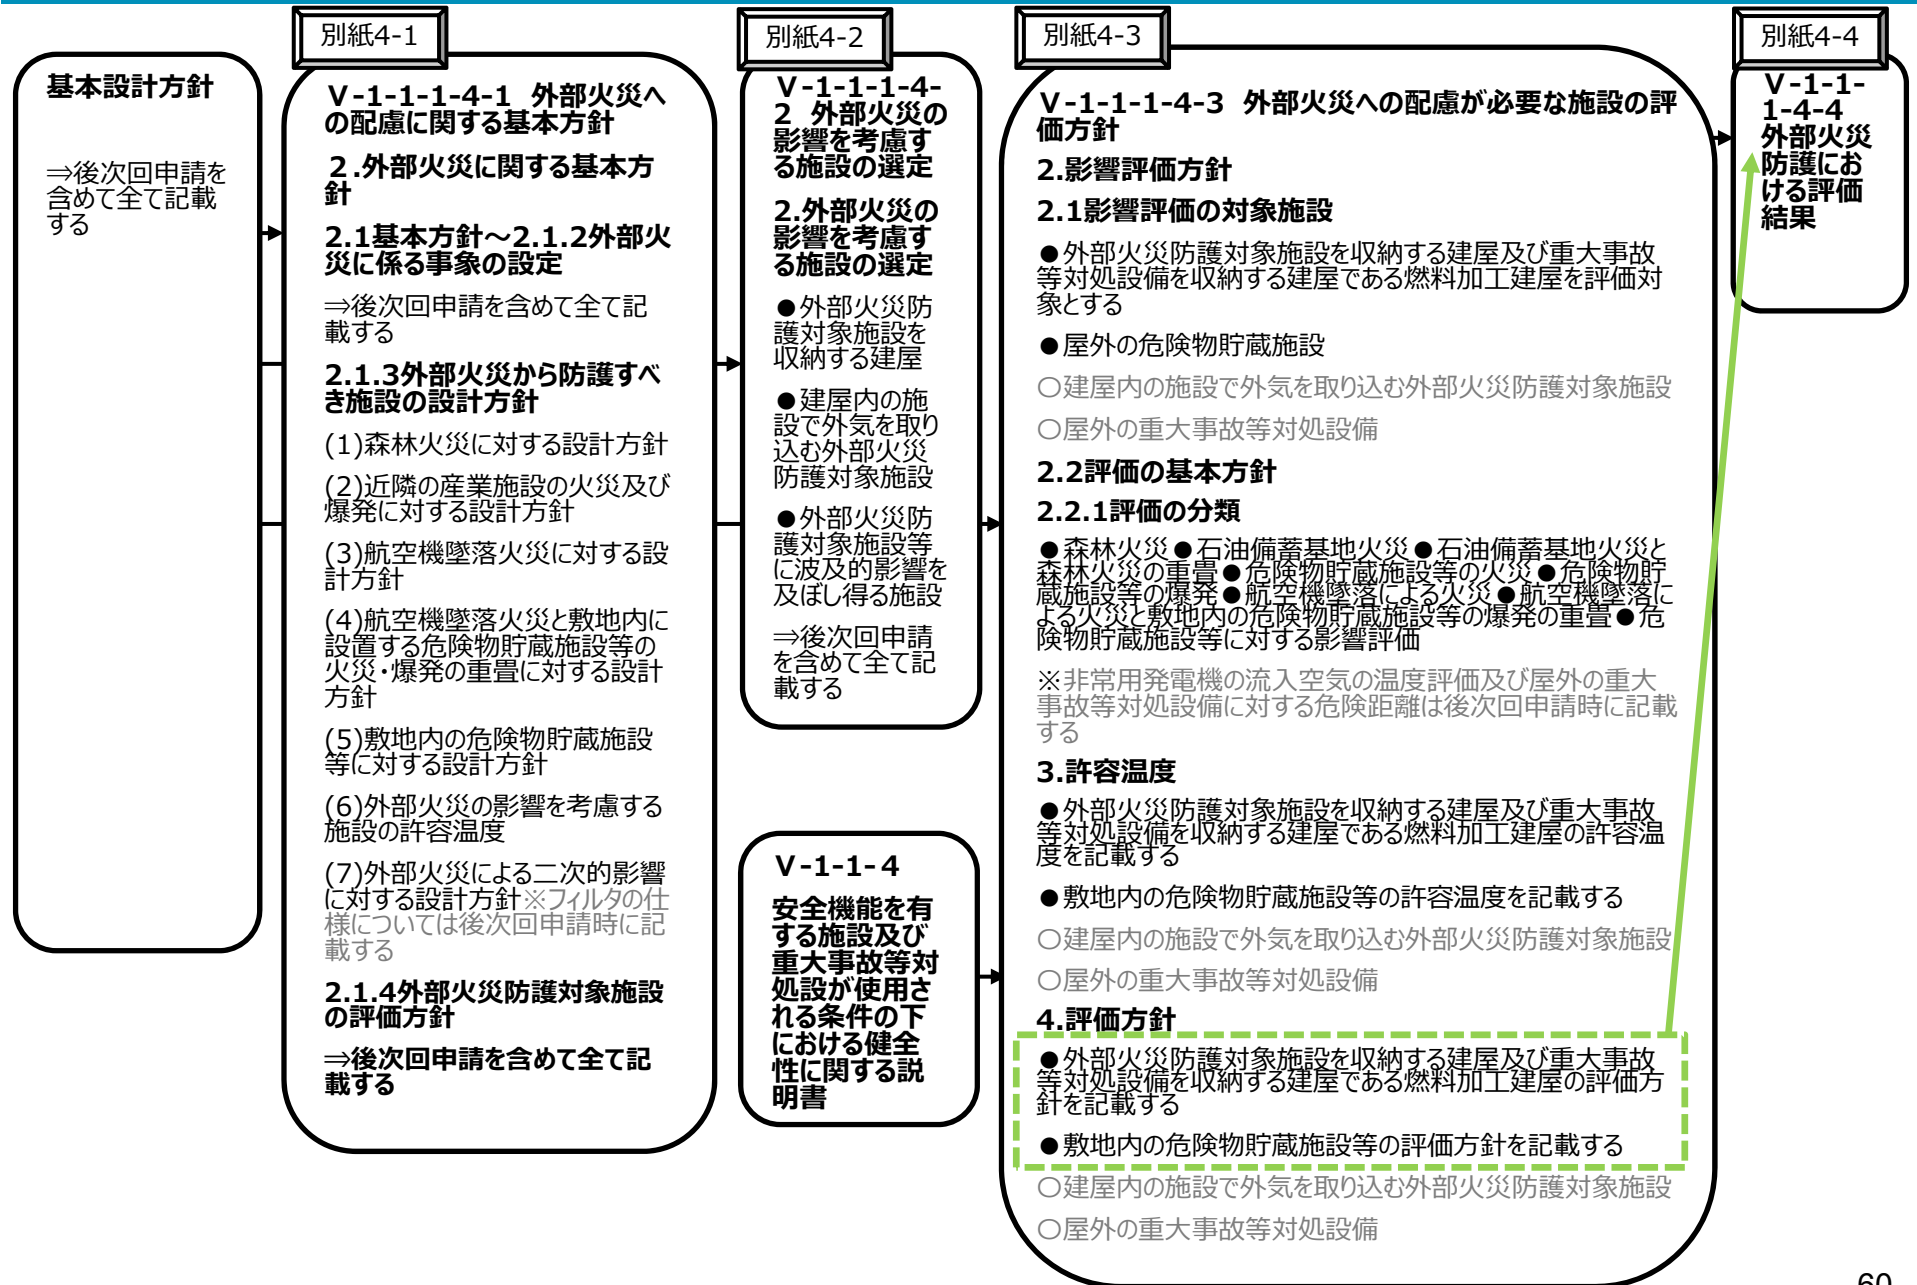 別紙4-1
別紙4-2
別紙4-3
別紙4-4
基本設計方針
⇒後次回申請を
含めて全て記載
する
Ⅴ-1-1-1-4-1 外部火災へ
の配慮に関する基本方針
２.外部火災に関する基本方
針
2.1基本方針～2.1.2外部火
災に係る事象の設定
⇒後次回申請を含めて全て記
載する
2.1.3外部火災から防護すべ
き施設の設計方針
(1)森林火災に対する設計方針
(2)近隣の産業施設の火災及び
爆発に対する設計方針
(3)航空機墜落火災に対する設
計方針
(4)航空機墜落火災と敷地内に
設置する危険物貯蔵施設等の
火災・爆発の重畳に対する設計
方針
(5)敷地内の危険物貯蔵施設
等に対する設計方針
(6)外部火災の影響を考慮する
施設の許容温度
(7)外部火災による二次的影響
に対する設計方針※フィルタの仕
様については後次回申請時に記
載する
2.1.4外部火災防護対象施設
の評価方針
⇒後次回申請を含めて全て記
載する
Ⅴ-1-1-1-4-
2 外部火災の
影響を考慮す
る施設の選定
2.外部火災の
影響を考慮す
る施設の選定
●外部火災防
護対象施設を
収納する建屋
●建屋内の施
設で外気を取り
込む外部火災
防護対象施設
●外部火災防
護対象施設等
に波及的影響を
及ぼし得る施設
⇒後次回申請
を含めて全て記
載する
Ⅴ-1-1-４
安全機能を有
する施設及び
重大事故等対
処設が使用さ
れる条件の下
における健全
性に関する説
明書
Ⅴ-1-1-1-4-3 外部火災への配慮が必要な施設の評
価方針
2.影響評価方針
2.1影響評価の対象施設
●外部火災防護対象施設を収納する建屋及び重大事故
等対処設備を収納する建屋である燃料加工建屋を評価対
象とする
●屋外の危険物貯蔵施設
〇建屋内の施設で外気を取り込む外部火災防護対象施設
〇屋外の重大事故等対処設備
2.2評価の基本方針
2.2.1評価の分類
●森林火災●石油備蓄基地火災●石油備蓄基地火災と
森林火災の重畳●危険物貯蔵施設等の火災●危険物貯
蔵施設等の爆発●航空機墜落による火災●航空機墜落に
よる火災と敷地内の危険物貯蔵施設等の爆発の重畳●危
険物貯蔵施設等に対する影響評価
※非常用発電機の流入空気の温度評価及び屋外の重大
事故等対処設備に対する危険距離は後次回申請時に記載
する
3.許容温度
●外部火災防護対象施設を収納する建屋及び重大事故
等対処設備を収納する建屋である燃料加工建屋の許容温
度を記載する
●敷地内の危険物貯蔵施設等の許容温度を記載する
〇建屋内の施設で外気を取り込む外部火災防護対象施設
〇屋外の重大事故等対処設備
4.評価方針
●外部火災防護対象施設を収納する建屋及び重大事故
等対処設備を収納する建屋である燃料加工建屋の評価方
針を記載する
●敷地内の危険物貯蔵施設等の評価方針を記載する
〇建屋内の施設で外気を取り込む外部火災防護対象施設
〇屋外の重大事故等対処設備
Ⅴ-1-1-
1-4-4
外部火災
防護にお
ける評価
結果
60